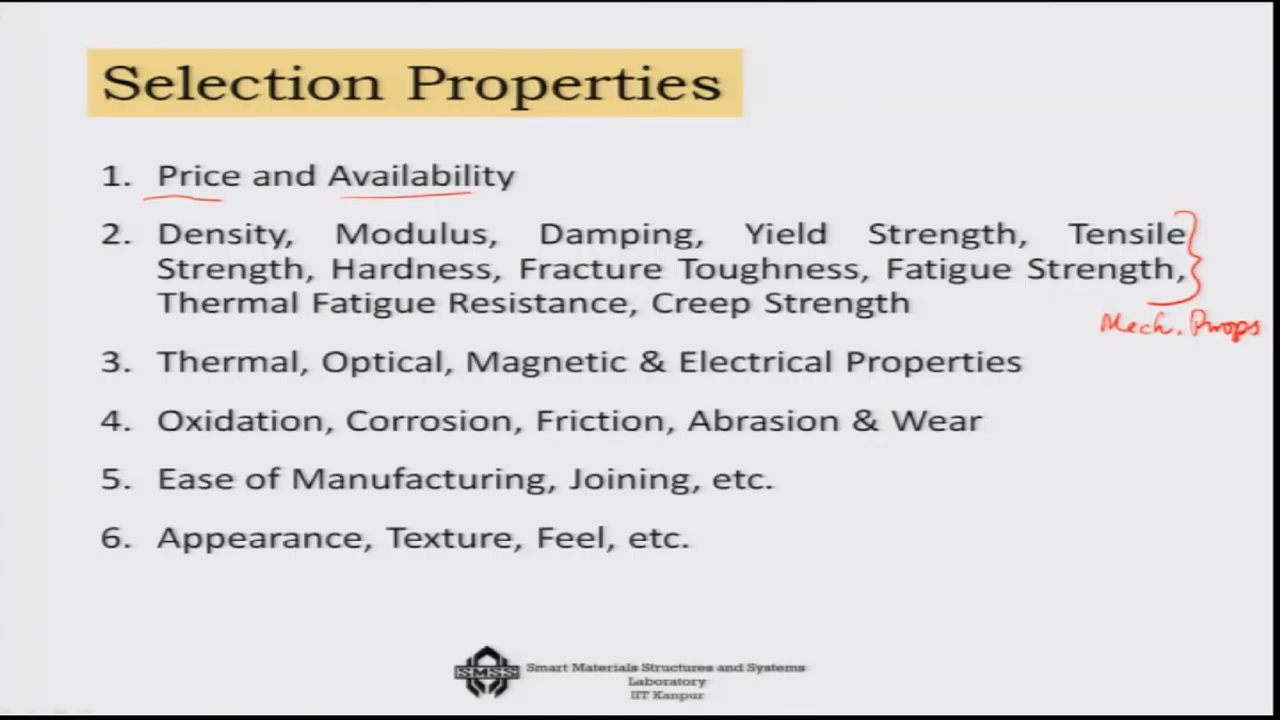 Selection Properties
1. Price and Availability
2. Density, Modulus, Damping, Yield Strength, Tensile
Strength, Hardness, Fracture Toughness, Fatigue Strength,
Thermal Fatigue Resistance, Creep Strength
Mech. Props
3. Thermal, Optical, Magnetic & Electrical Properties
4. Oxidation, Corrosion, Friction, Abrasion & Wear
5. Ease of Manufacturing, Joining, etc.
6. Appearance, Texture, Feel, etc.
SMSS
Smart Materials Structures and Systems
Laboratory
IIT Kanpur